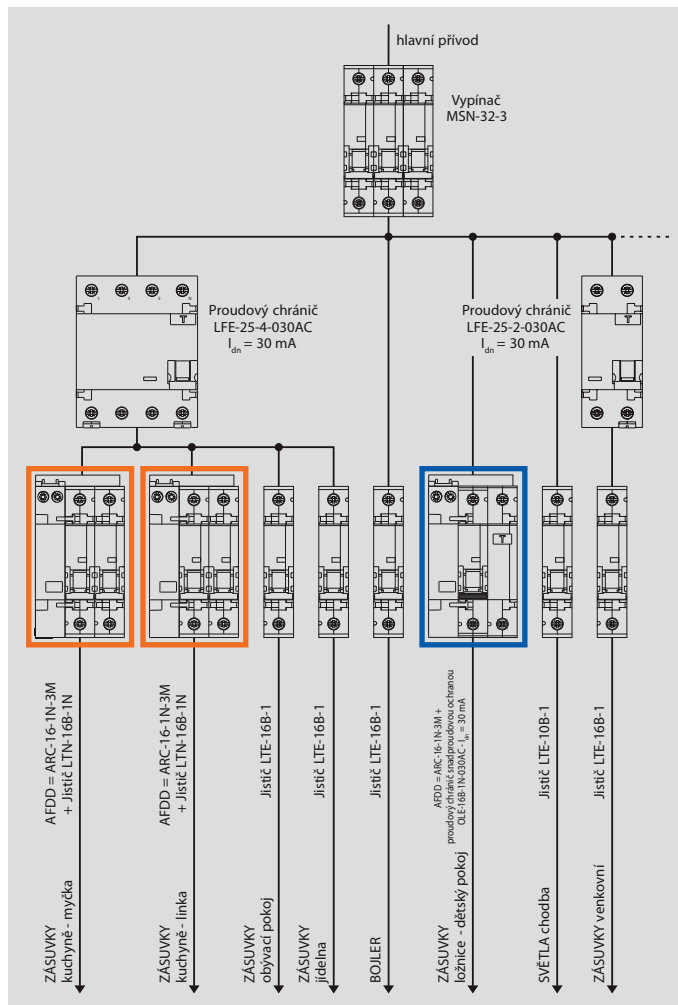 hlavní přívod
Vypínač
MSN-32-3
Proudový chránič
LFE-25-4-030AC
Idn = 30 mA
Proudový chránič
LFE-25-2-030AC
Idn = 30 mA
1 2 3 N
T
T
T
AFDD = ARC-16-1N-3M
+ Jistič LTN-16B-1N
AFDD = ARC-16-1N-3M
+ Jistič LTN-16B-1N
Jistič LTE-16B-1
Jistič LTE-16B-1
Jistič LTE-16B-1
AFDD = ARC-16-1N-3M +
proudový chránič snadproudovou ochranou
OLE-16B-1N-030AC - Idn = 30 mA
Jistič LTE-10B-1
Jistič LTE-16B-1
ZÁSUVKY
kuchyně - myčka
ZÁSUVKY
kuchyně - linka
ZÁSUVKY
obývací pokoj
ZÁSUVKY
jídelna
BOJLER
ZÁSUVKY
ložnice - dětský pokoj
SVĚTLA chodba
ZÁSUVKY venkovní